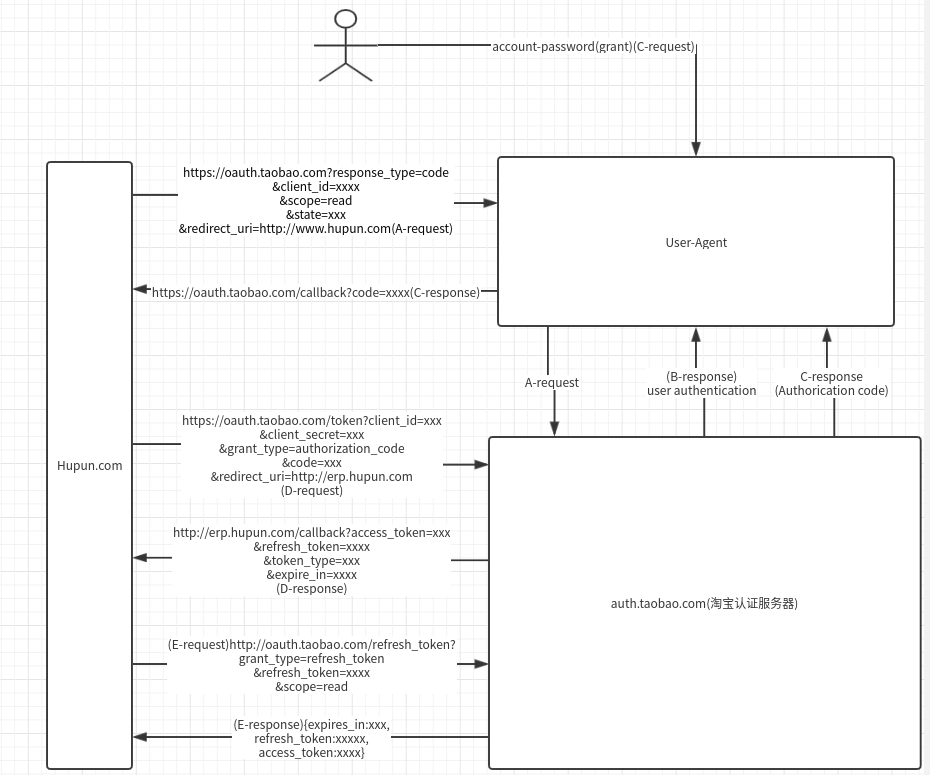 account-password(grant)(C-request)
https://oauth.taobao.com?response_type=code
&client_id=xxxx
&scope=read
&state=xxx
&redirect_uri=http://www.hupun.com(A-request)
User-Agent
https://oauth.taobao.com/callback?code=xxxx(C-response)
A-request
(B-response)
user authentication
C-response
(Authorication code)
https://oauth.taobao.com/token?client_id=xxx
&client_secret=xxx
&grant_type=authorization_code
&code=xxx
&redirect_uri=http://erp.hupun.com
(D-request)
Hupun.com
http://erp.hupun.com/callback?access_token=xxx
&refresh_token=xxxx
&token_type=xxx
&expire_in=xxxx
(D-response)
auth.taobao.com(淘宝认证服务器)
(E-request)http://oauth.taobao.com/refresh_token?
grant_type=refresh_token
&refresh_token=xxxx
&scope=read
(E-response){expires_in:xxx,
refresh_token:xxxxx,
access_token:xxxx}